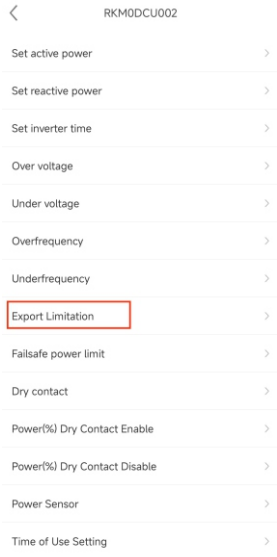 RKM0DCU002
Set active power
Set reactive power
Set inverter time
Over voltage
Under voltage
Overfrequency
Underfrequency
Export Limitation
Failsafe power limit
Dry contact
Power(%) Dry Contact Enable
Power(%) Dry Contact Disable
Power Sensor
Time of Use Setting